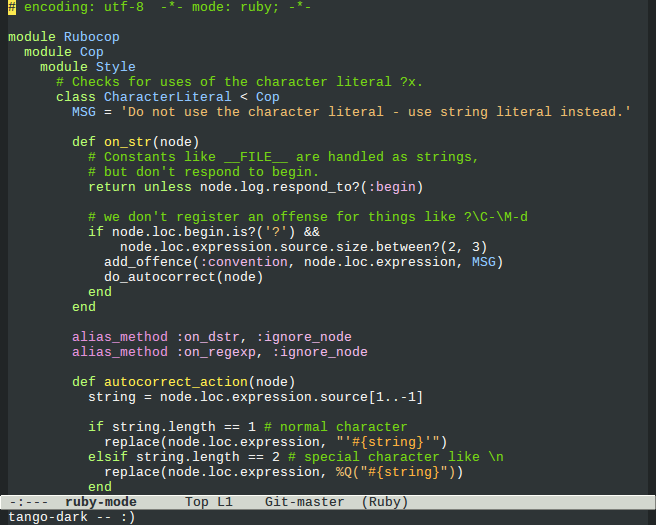 # encoding: utf-8  -*- mode: ruby; -*-

module Rubocop
  module Cop
    module Style
      # Checks for uses of the character literal ?x.
      class CharacterLiteral < Cop
        MSG = 'Do not use the character literal - use string literal instead.'

        def on_str(node)
          # Constants like __FILE__ are handled as strings,
          # but don't respond to begin.
          return unless node.log.respond_to?(:begin)

          # we don't register an offense for things like ?\C-\M-d
          if node.loc.begin.is?('?') &&
              node.loc.expression.source.size.between?(2, 3)
            add_offence(:convention, node.loc.expression, MSG)
            do_autocorrect(node)
          end
        end

        alias_method :on_dstr, :ignore_node
        alias_method :on_regexp, :ignore_node

        def autocorrect_action(node)
          string = node.loc.expression.source[1..-1]

          if string.length == 1 # normal character
            replace(node.loc.expression, "'#{string}'")
          elsif string.length == 2 # special character like \n
            replace(node.loc.expression, %Q("#{string}"))
          end
-:---  ruby-mode      Top L1    Git-master  (Ruby)
tango-dark -- :)